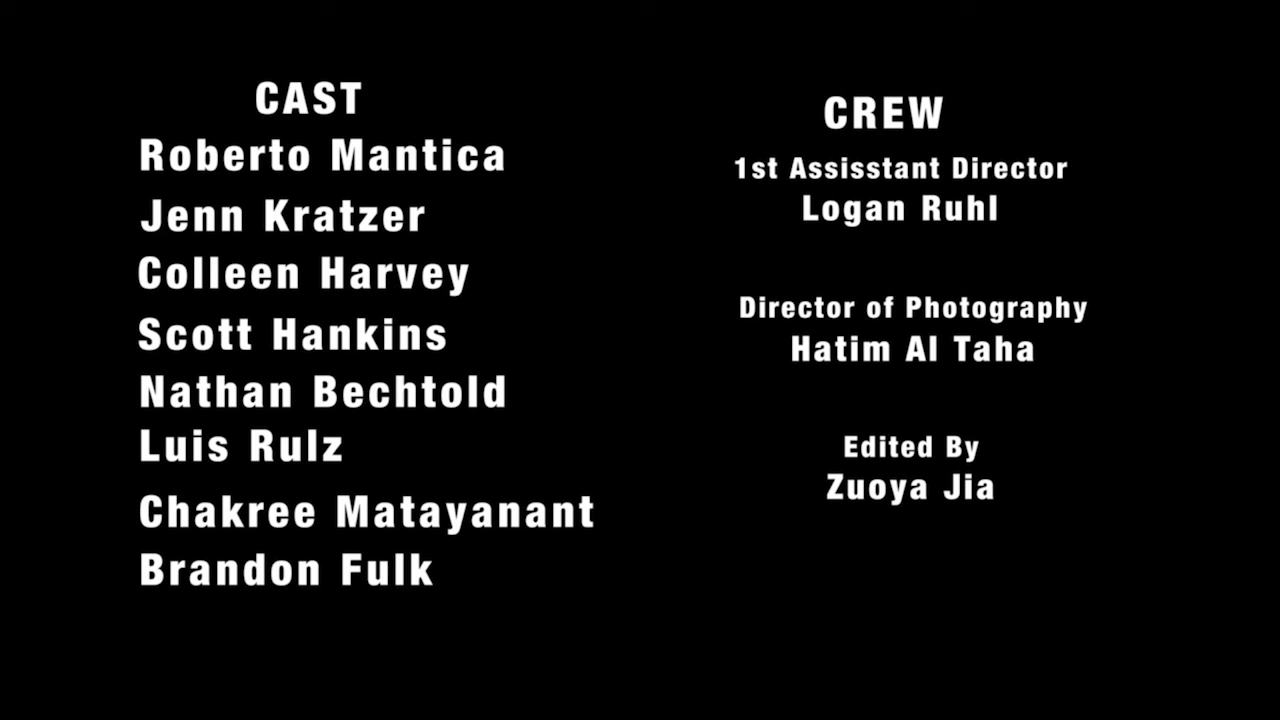 CAST
Roberto Mantica
Jenn Kratzer
Colleen Harvey
Scott Hankins
Nathan Bechtold
Luis Rulz
Chakree Matayanant
Brandon Fulk
CREW
1st Assisstant Director
Logan Ruhl
Director of Photography
Hatim Al Taha
Edited By
Zuoya Jia